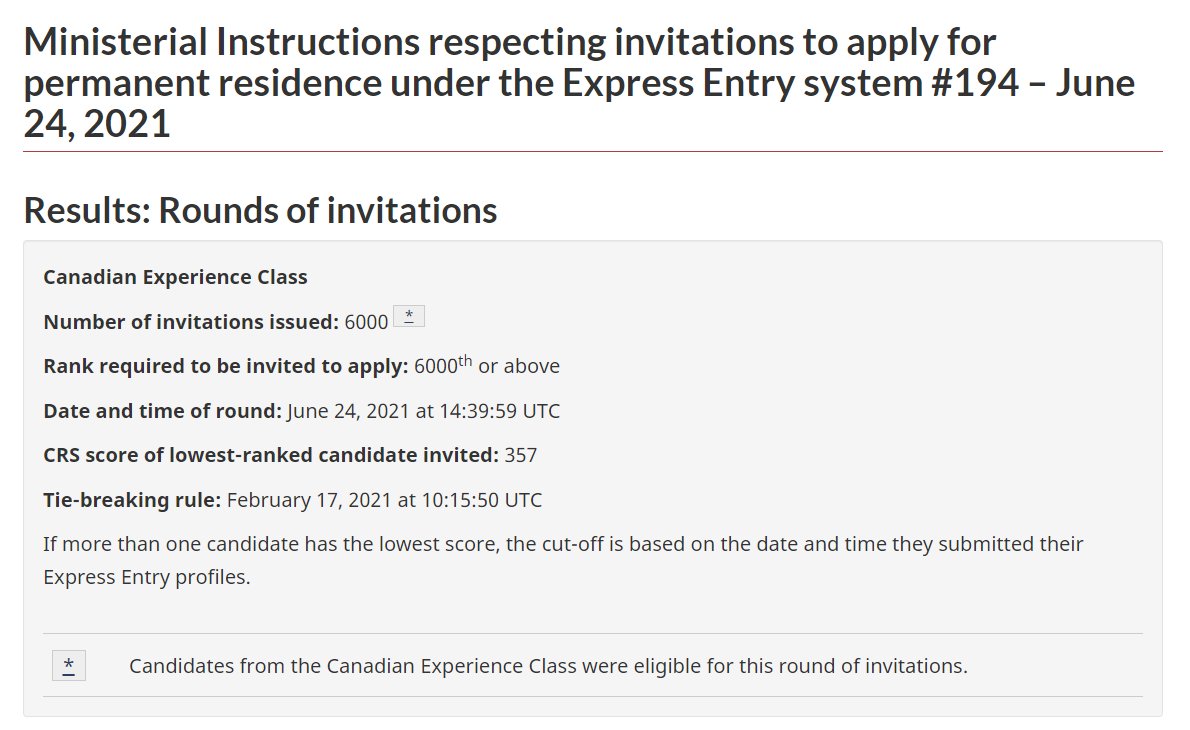 Ministerial Instructions respecting invitations to apply for
permanent residence under the Express Entry system #194 – June
24, 2021
Results: Rounds of invitations
Canadian Experience Class
Number of invitations issued: 6000 *
Rank required to be invited to apply: 6000th or above
Date and time of round: June 24, 2021 at 14:39:59 UTC
CRS score of lowest-ranked candidate invited: 357
Tie-breaking rule: February 17, 2021 at 10:15:50 UTC
If more than one candidate has the lowest score, the cut-off is based on the date and time they submitted their
Express Entry profiles.
* Candidates from the Canadian Experience Class were eligible for this round of invitations.